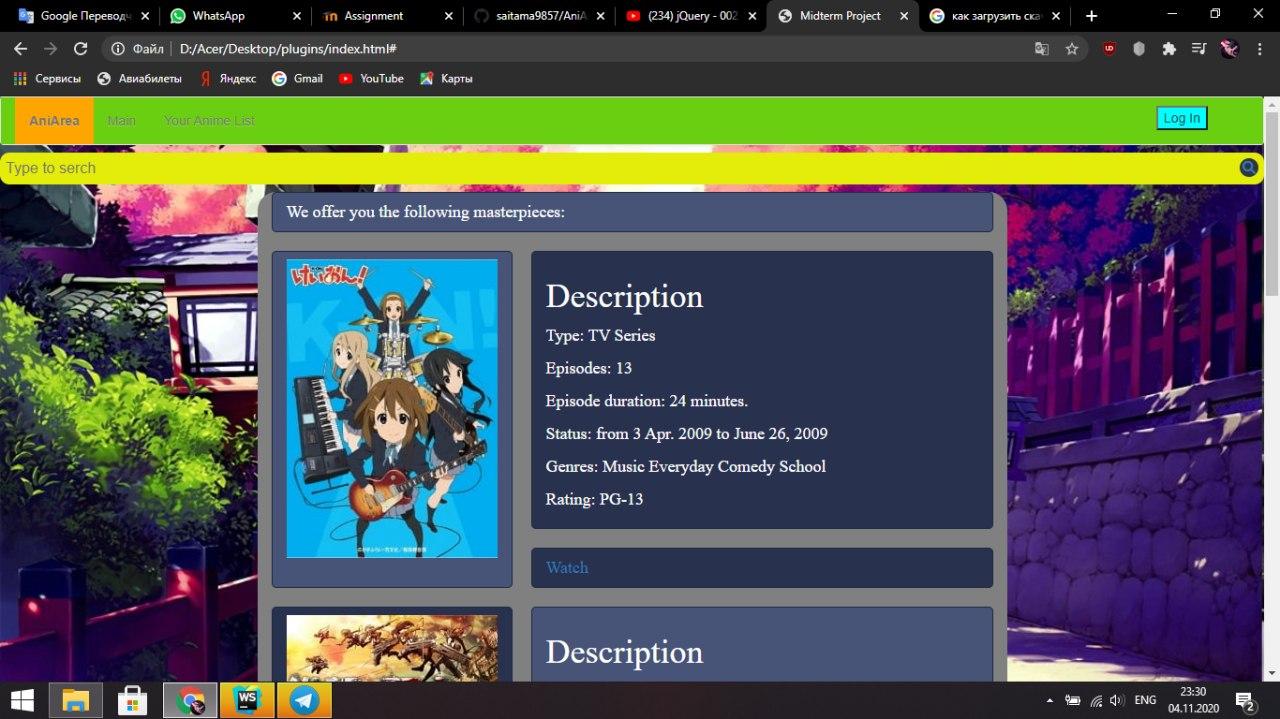 Google Переводч
WhatsApp
Assignment
saitama9857/AniA
(234) jQuery - 002
Midterm Project
как загрузить ска
Файл | D:/Acer/Desktop/plugins/index.html#
Сервисы Авиабилеты Яндекс Gmail YouTube Карты
AniArea Main Your Anime List Log In
Type to serch
We offer you the following masterpieces:
けいおん!
K-ON!
Description
Type: TV Series
Episodes: 13
Episode duration: 24 minutes.
Status: from 3 Apr. 2009 to June 26, 2009
Genres: Music Everyday Comedy School
Rating: PG-13
Watch
Description
WS
ENG
23:30
04.11.2020
2